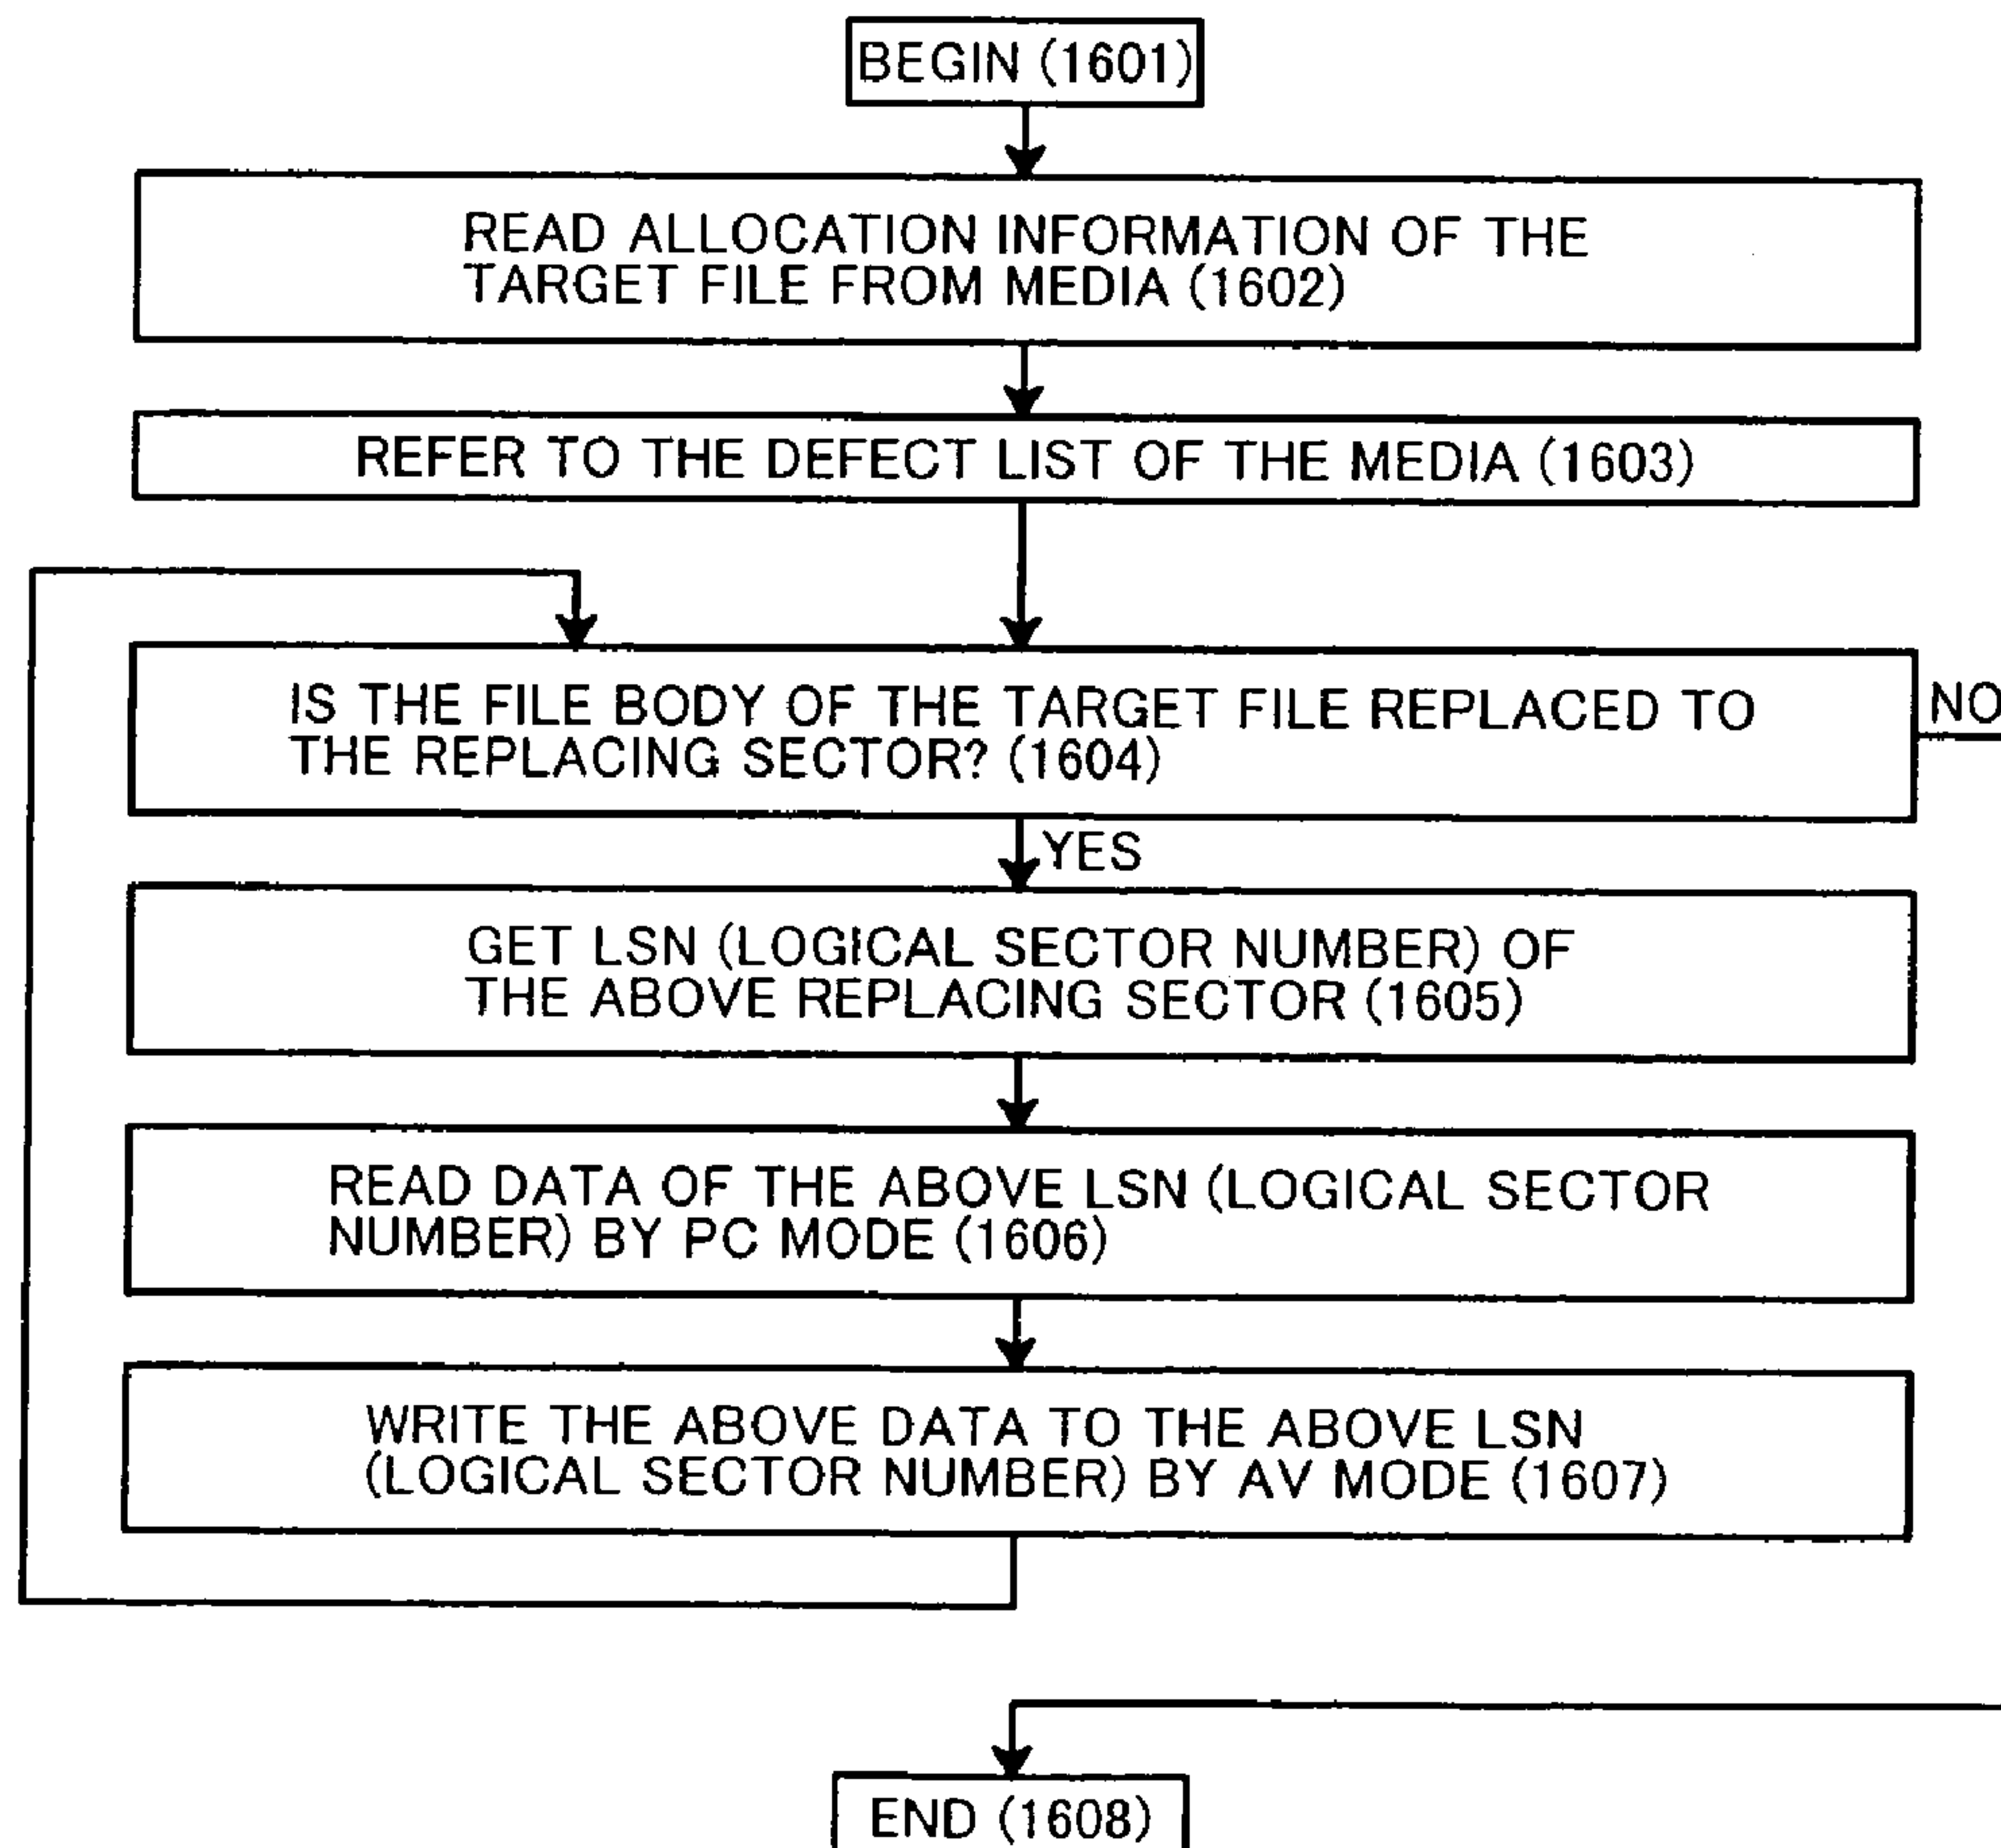 BEGIN (1601)
READ ALLOCATION INFORMATION OF THE
TARGET FILE FROM MEDIA (1602)
REFER TO THE DEFECT LIST OF THE MEDIA (1603)
IS THE FILE BODY OF THE TARGET FILE REPLACED TO
THE REPLACING SECTOR? (1604)
NO
YES
GET LSN (LOGICAL SECTOR NUMBER) OF
THE ABOVE REPLACING SECTOR (1605)
READ DATA OF THE ABOVE LSN (LOGICAL SECTOR
NUMBER) BY PC MODE (1606)
WRITE THE ABOVE DATA TO THE ABOVE LSN
(LOGICAL SECTOR NUMBER) BY AV MODE (1607)
END (1608)